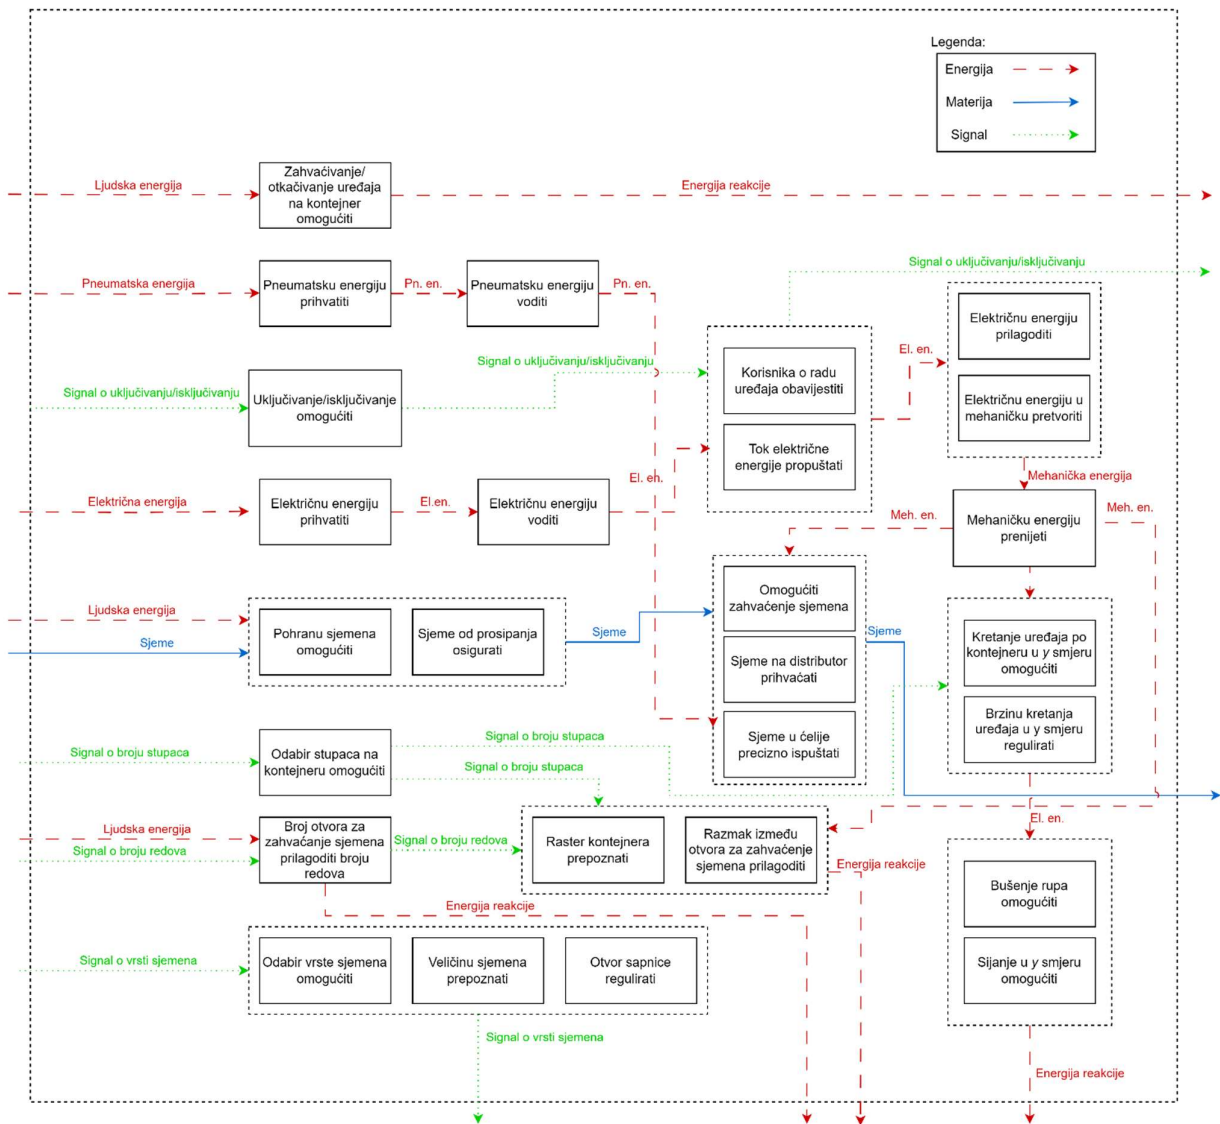 Legenda:
Energija
Materija
Signal
Ljudska energija
Zahvaćivanje/
otkačivanje uređaja
na kontejner
omogućiti
Energija reakcije
Pneumatska energija
Pneumatsku energiju
prihvatiti
Pn. en.
Pneumatsku energiju
voditi
Pn. en.
Signal o uključivanju/isključivanju
Električnu energiju
prilagoditi
Električnu energiju u
mehaničku pretvoriti
El. en.
Signal o uključivanju/isključivanju
Uključivanje/isključivanje
omogućiti
Signal o uključivanju/isključivanju
Korisnika o radu
uređaja obavijestiti
Tok električne
energije propuštati
Mehanička energija
Električna energija
Električnu energiju
prihvatiti
El.en.
Električnu energiju
voditi
El. en.
Meh. en.
Mehaničku energiju
prenijeti
Meh. en.
Ljudska energija
Sjeme
Pohranu sjemena
omogućiti
Sjeme od prosipanja
osigurati
Sjeme
Omogućiti
zahvaćenje sjemena
Sjeme na distributor
prihvaćati
Sjeme u ćelije
precizno ispuštati
Sjeme
Kretanje uređaja po
kontejneru u y smjeru
omogućiti
Brzinu kretanja
uređaja u y smjeru
regulirati
Signal o broju stupaca
Odabir stupaca na
kontejneru omogućiti
Signal o broju stupaca
Signal o broju stupaca
Ljudska energija
Signal o broju redova
Broj otvora za
zahvaćanje sjemena
prilagoditi broju
redova
Signal o broju redova
Raster kontejnera
prepoznati
Razmak između
otvora za zahvaćenje
sjemena prilagoditi
Energija reakcije
El. en.
Energija reakcije
Bušenje rupa
omogućiti
Sijanje u y smjeru
omogućiti
Signal o vrsti sjemena
Odabir vrste sjemena
omogućiti
Veličinu sjemena
prepoznati
Otvor sapnice
regulirati
Signal o vrsti sjemena
Energija reakcije